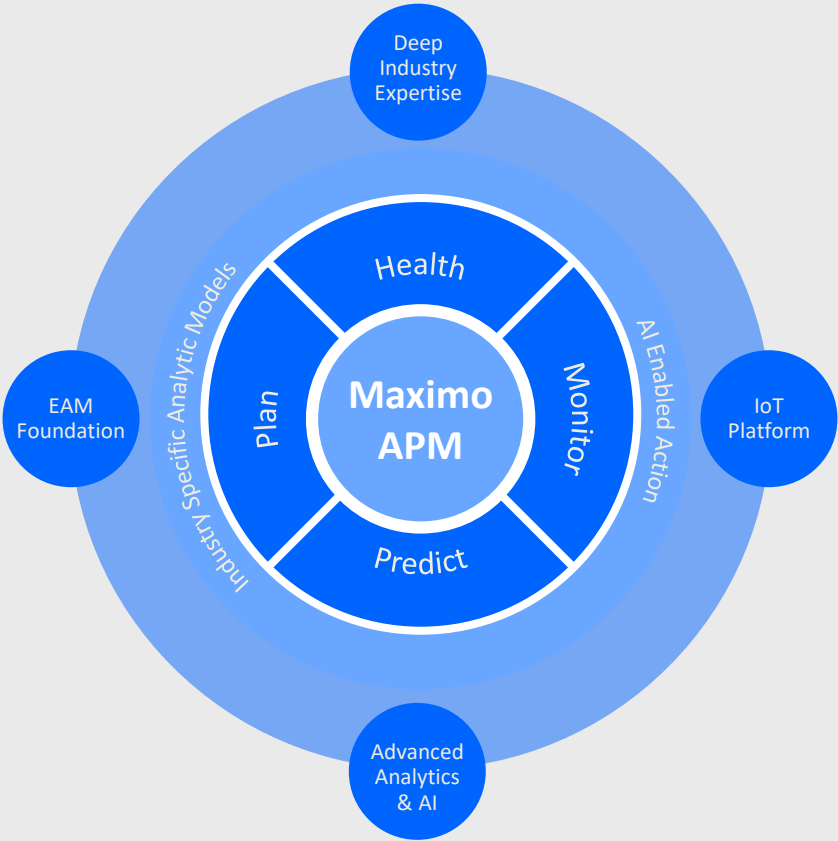 Deep
Industry
Expertise
Health
Industry Specific Analytic Models
AI Enabled Action
EAM
Foundation
Plan
Maximo
APM
Monitor
IoT
Platform
Predict
Advanced
Analytics
& AI